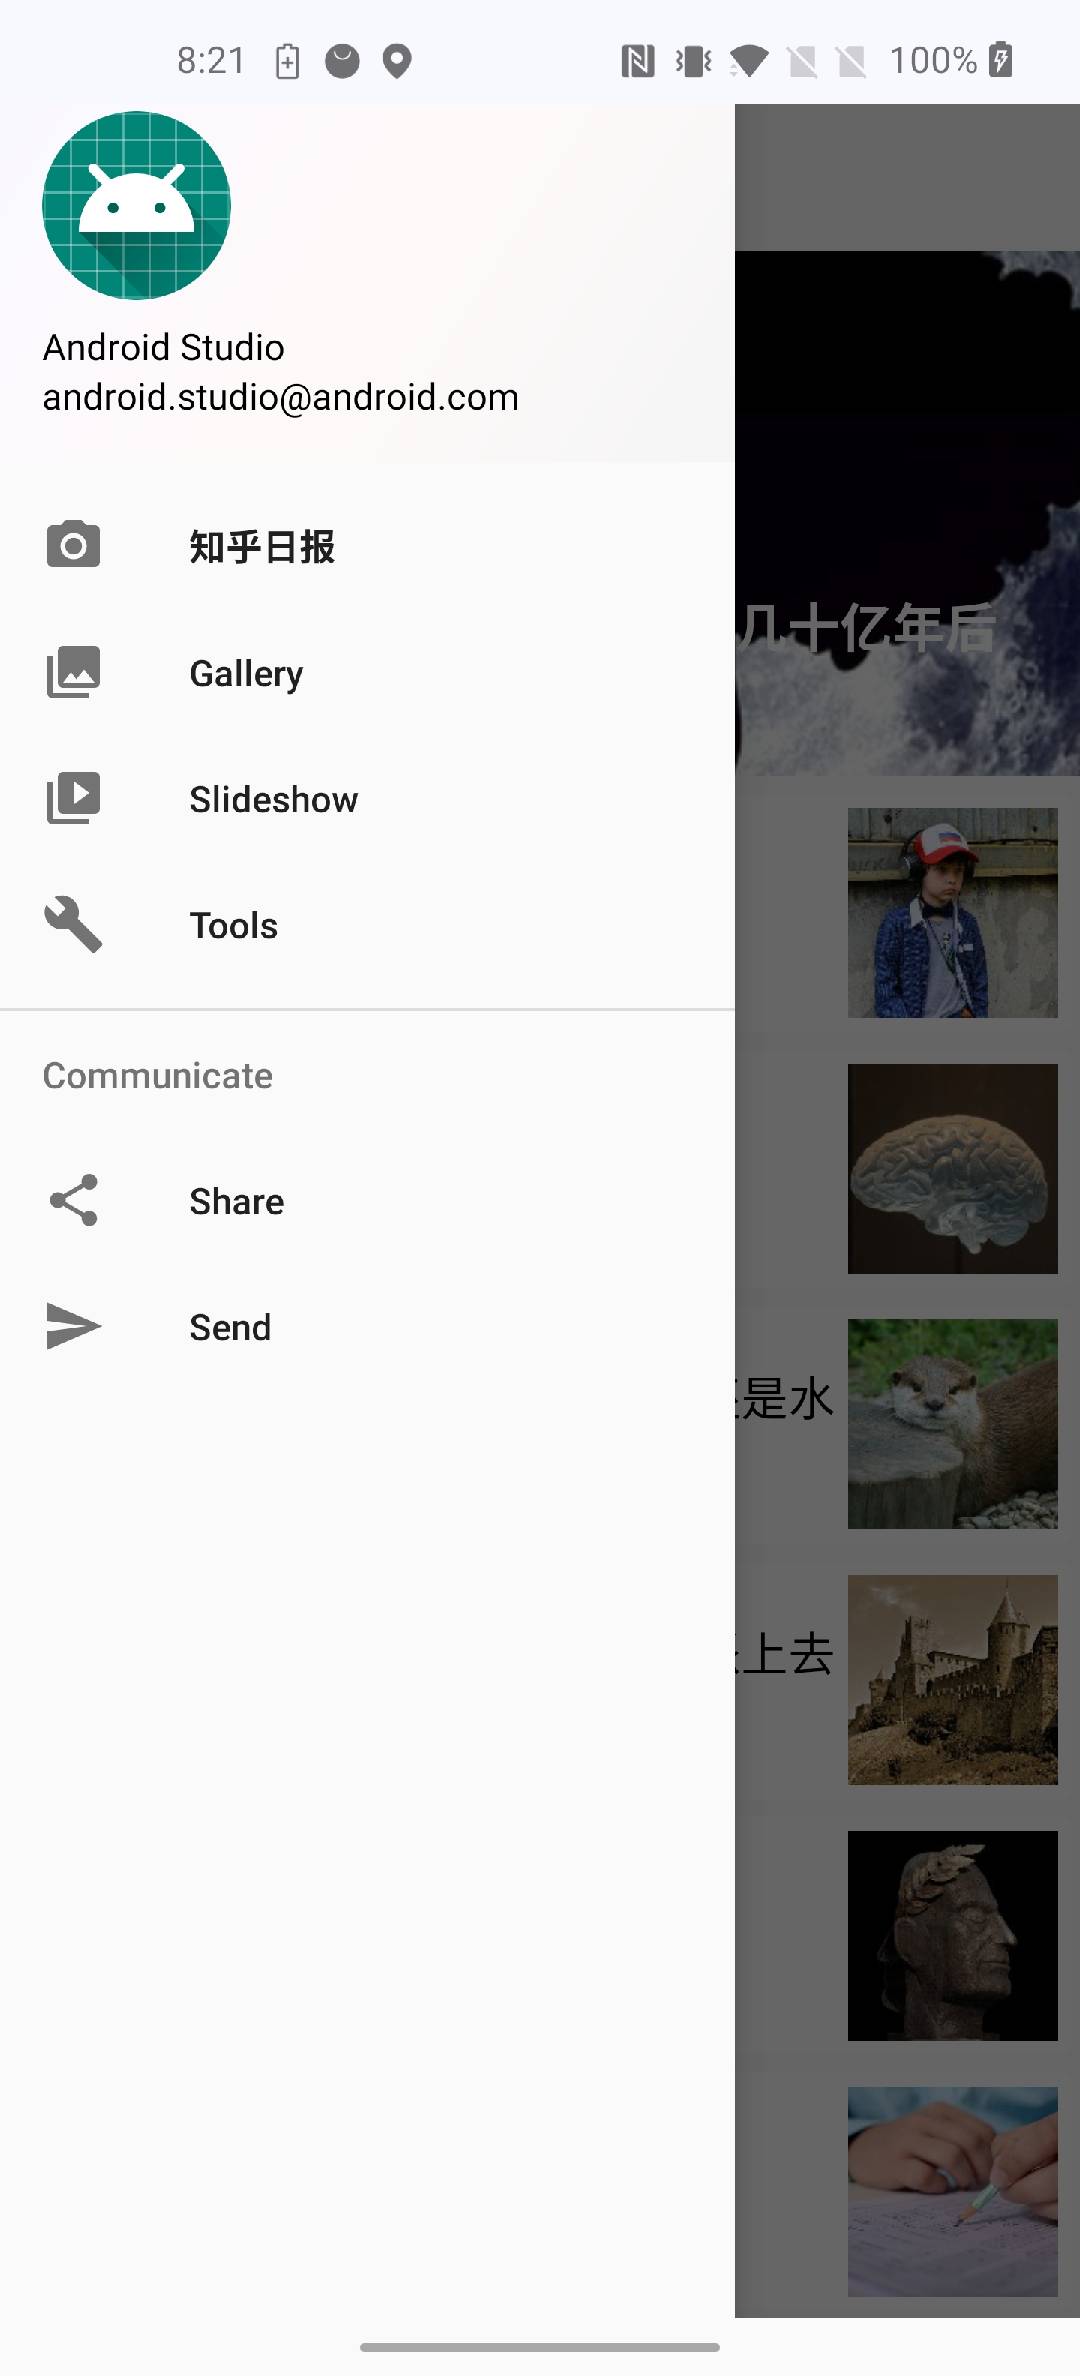 8:21
100%
Android Studio
android.studio@android.com
知乎日报
Gallery
Slideshow
Tools
Communicate
Share
Send
几十亿年后
是水
上去